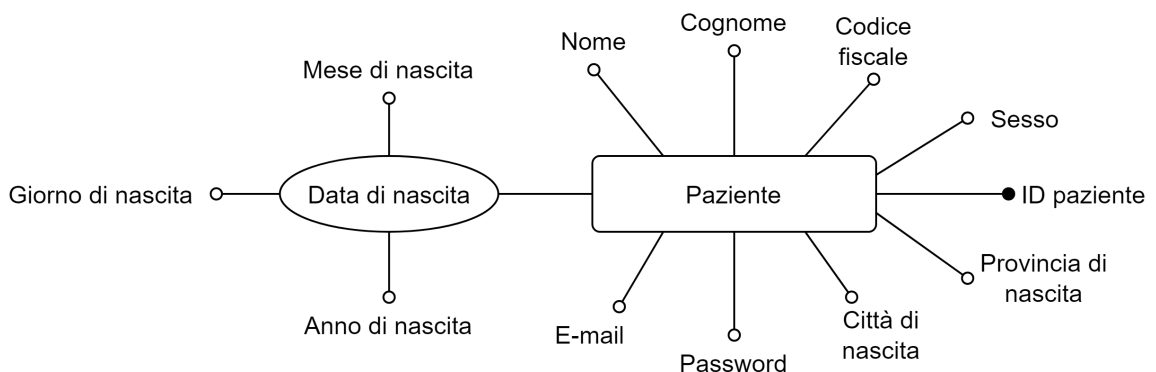 Cognome
Codice
fiscale
Nome
Mese di nascita
Sesso
Giorno di nascita
Data di nascita
Paziente
ID paziente
Provincia di
nascita
Anno di nascita
E-mail
Città di
nascita
Password